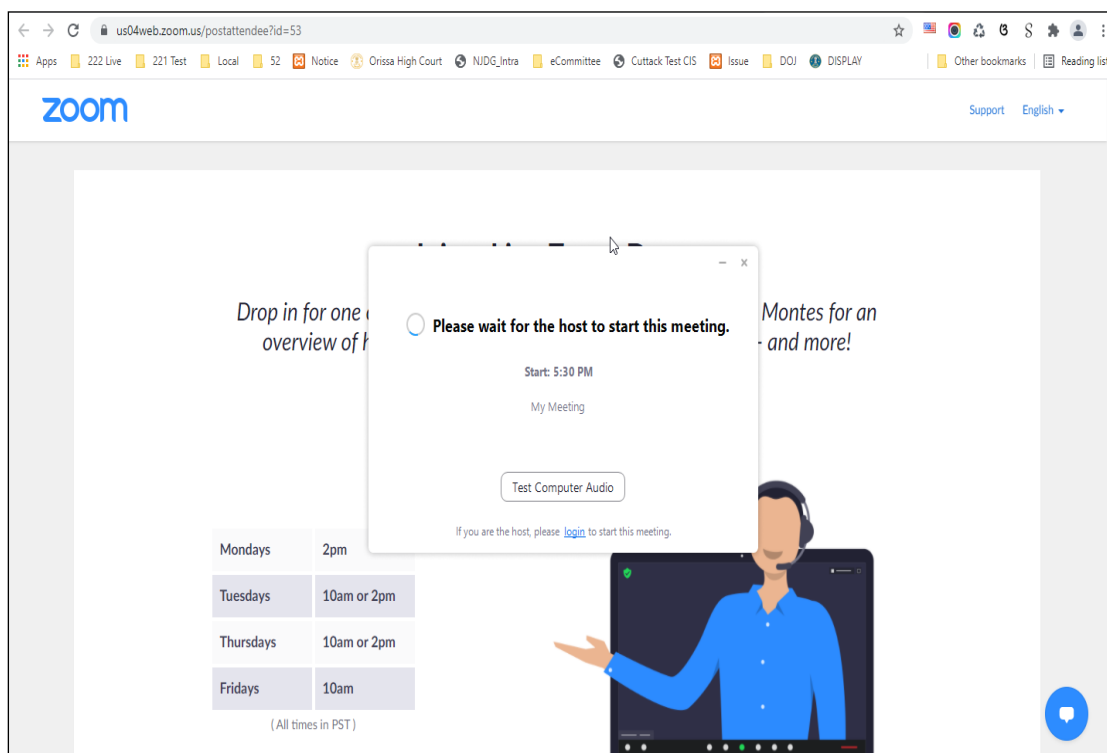 us04web.zoom.us/postattendee?id=53
Apps 222 Live 221 Test Local 52 Notice Orissa High Court NJDG_Intra eCommittee Cuttack Test CIS Issue DOJ DISPLAY Other bookmarks Reading list
zoom Support English
Drop in for one Montes for an
overview of and more!
Please wait for the host to start this meeting.
Start: 5:30 PM
My Meeting
Test Computer Audio
If you are the host, please login to start this meeting.
Mondays 2pm
Tuesdays 10am or 2pm
Thursdays 10am or 2pm
Fridays 10am
( All times in PST )